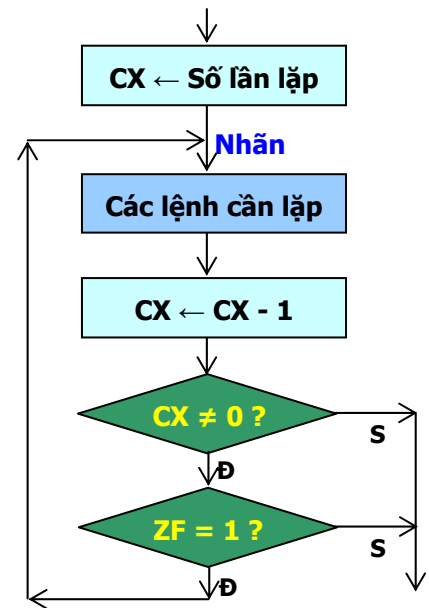 CX ← Số lần lặp
Nhãn
Các lệnh cần lặp
CX ← CX - 1
CX ≠ 0 ?
S
Đ
ZF = 1 ?
S
Đ